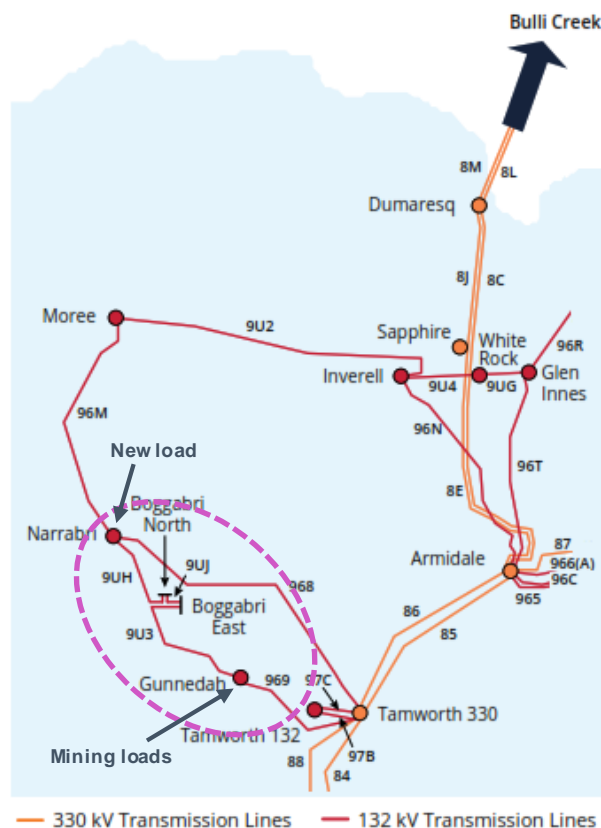 Bulli Creek
8M
8L
Dumaresq
8J
8C
Moree
9U2
Sapphire
White
Rock
96R
Inverell
9U4
9UG
Glen
Innes
96M
96N
96T
New load
Boggabri
North
8E
Narrabri
87
Armidale
966(A)
96C
965
9UH
9UJ
968
Boggabri
East
86
85
9U3
Gunnedah
969
97C
Tamworth 330
Tamworth 132
97B
Mining loads
88
84
330 kV Transmission Lines
132 kV Transmission Lines